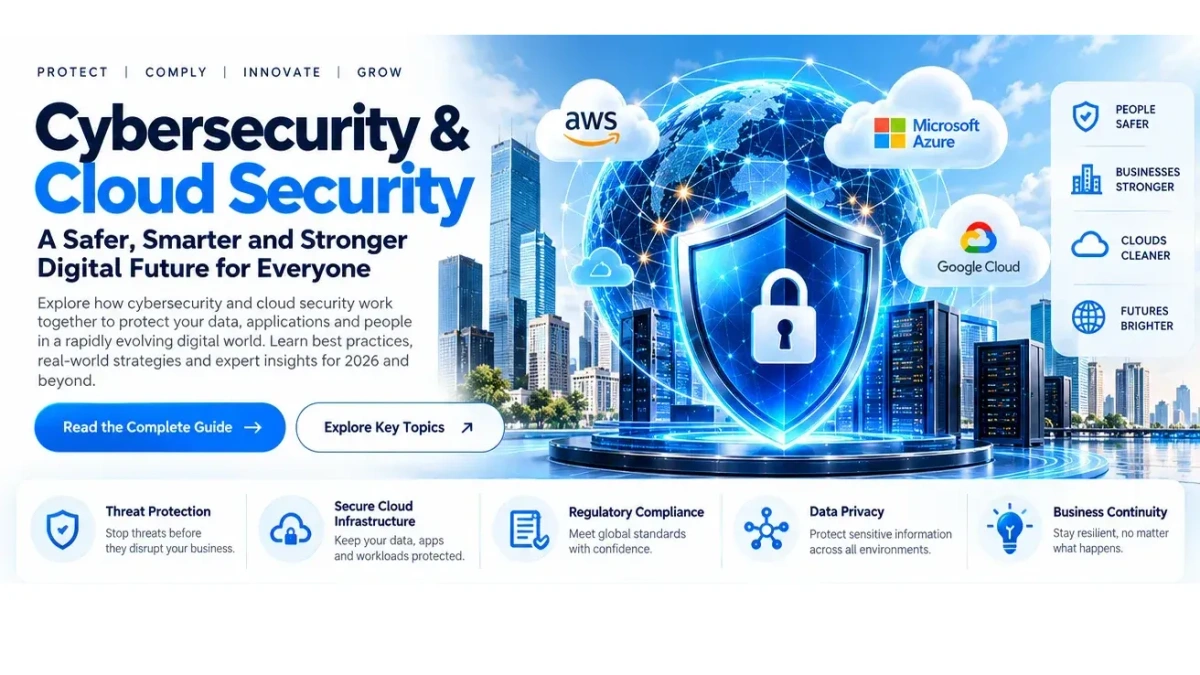 PROTECT | COMPLY | INNOVATE | GROW
Cybersecurity &
Cloud Security
A Safer, Smarter and Stronger
Digital Future for Everyone
Explore how cybersecurity and cloud security work
together to protect your data, applications and people
in a rapidly evolving digital world. Learn best practices,
real-world strategies and expert insights for 2026 and
beyond.
Read the Complete Guide →
Explore Key Topics ↗
aws
Microsoft
Azure
Google Cloud
PEOPLE
SAFER
BUSINESSES
STRONGER
CLOUDS
CLEANER
FUTURES
BRIGHTER
Threat Protection
Stop threats before
they disrupt your business.
Secure Cloud
Infrastructure
Keep your data, apps
and workloads protected.
Regulatory Compliance
Meet global standards
with confidence.
Data Privacy
Protect sensitive information
across all environments.
Business Continuity
Stay resilient, no matter
what happens.